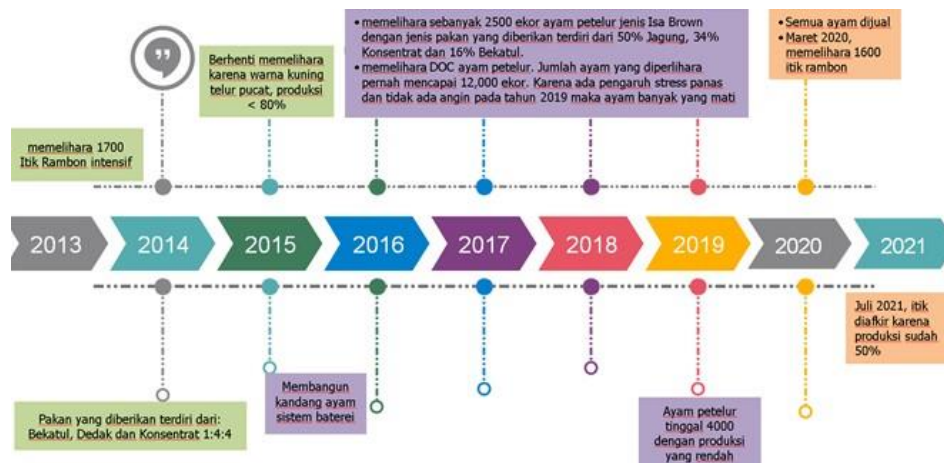 • memelihara sebanyak 2500 ekor ayam petelur jenis Isa Brown
dengan jenis pakan yang diberikan terdiri dari 50% Jagung, 34%
Konsentrat dan 16% Bekatul.
• memelihara DOC ayam petelur. Jumlah ayam yang diperlihara
pernah mencapai 12,000 ekor. Karena ada pengaruh stress panas
dan tidak ada angin pada tahun 2019 maka ayam banyak yang mati
• Semua ayam dijual
• Maret 2020,
memelihara 1600
itik rambon
Berhenti memelihara
karena warna kuning
telur pucat, produksi
< 80%
memelihara 1700
Itik Rambon intensif
2013
2014
2015
2016
2017
2018
2019
2020
2021
Juli 2021, itik
diafkir karena
produksi sudah
50%
Membangun
kandang ayam
sistem baterei
Pakan yang diberikan terdiri dari:
Bekatul, Dedak dan Konsentrat 1:4:4
Ayam petelur
tinggal 4000
dengan produksi
yang rendah